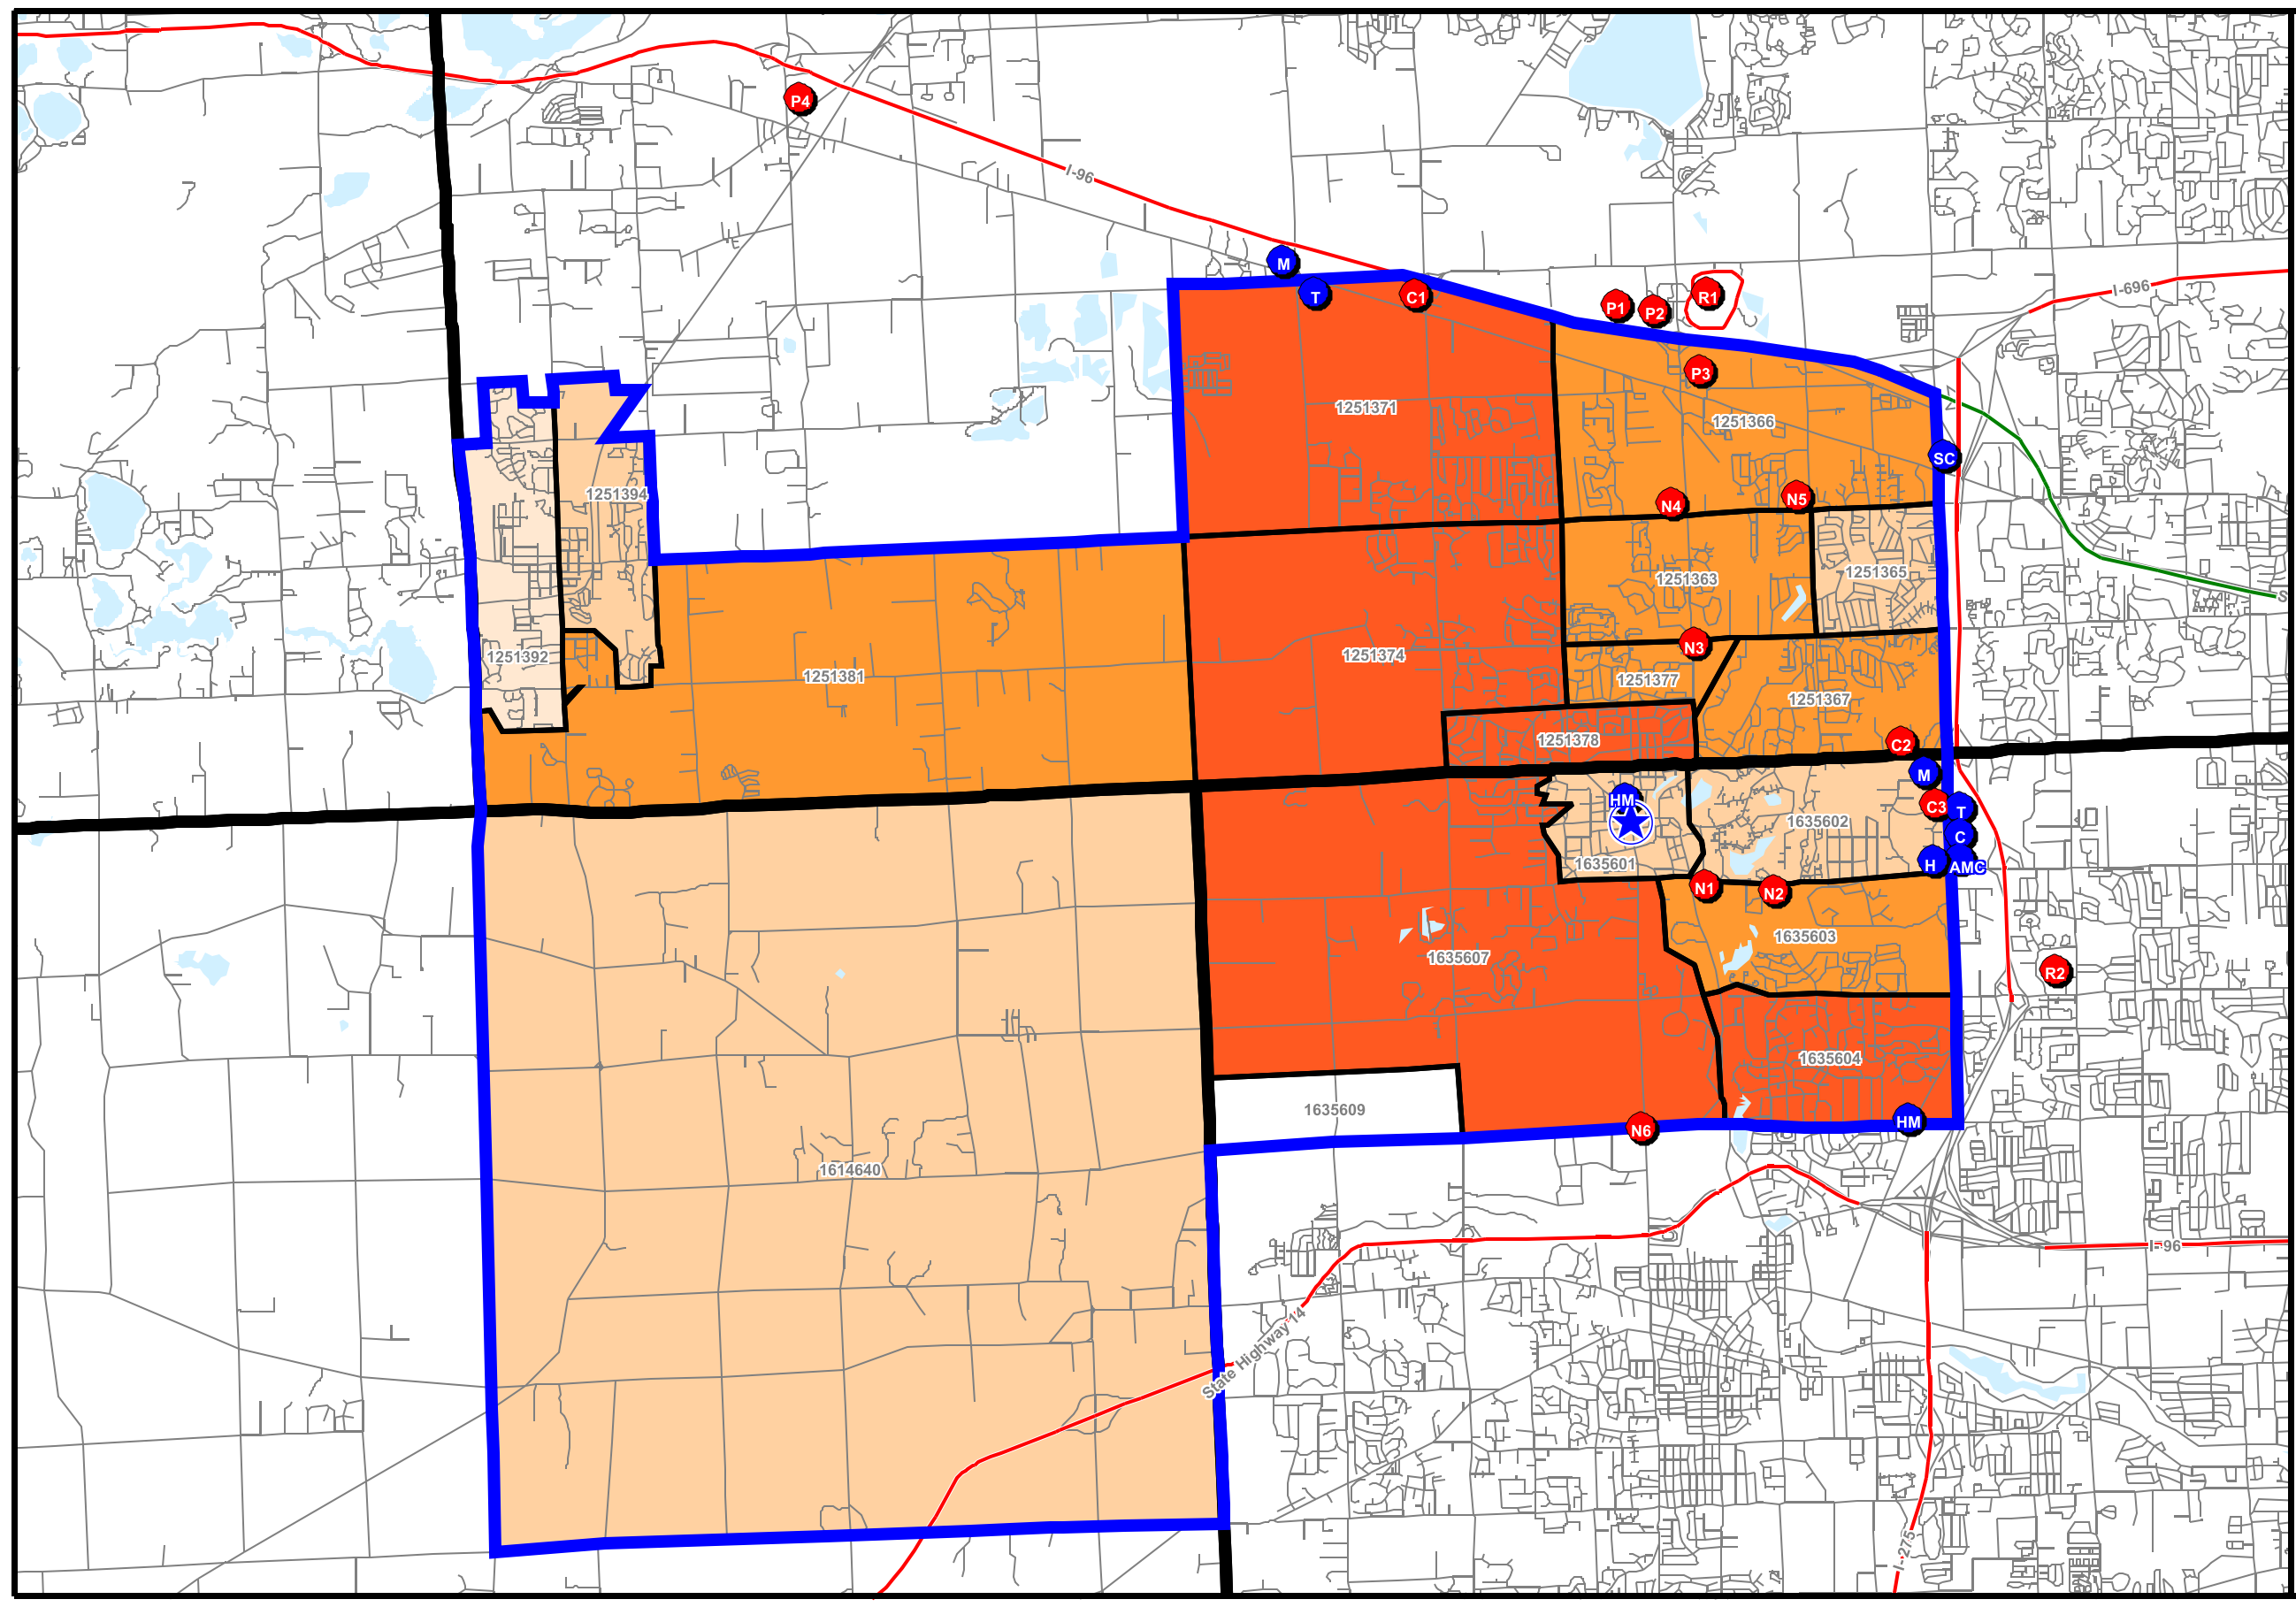 P4
I-96
M
T
C1
P1
P2
R1
I-696
P3
1251371
1251366
SC
1251394
N4
N5
1251363
1251365
S
1251392
1251381
1251374
N3
1251377
1251367
1251378
C2
M
HM
C3
T
1635602
C
1635601
H
AMC
N1
N2
1635603
1635607
R2
1635604
1635609
HM
N6
1614640
I-96
State Highway 14
I-275